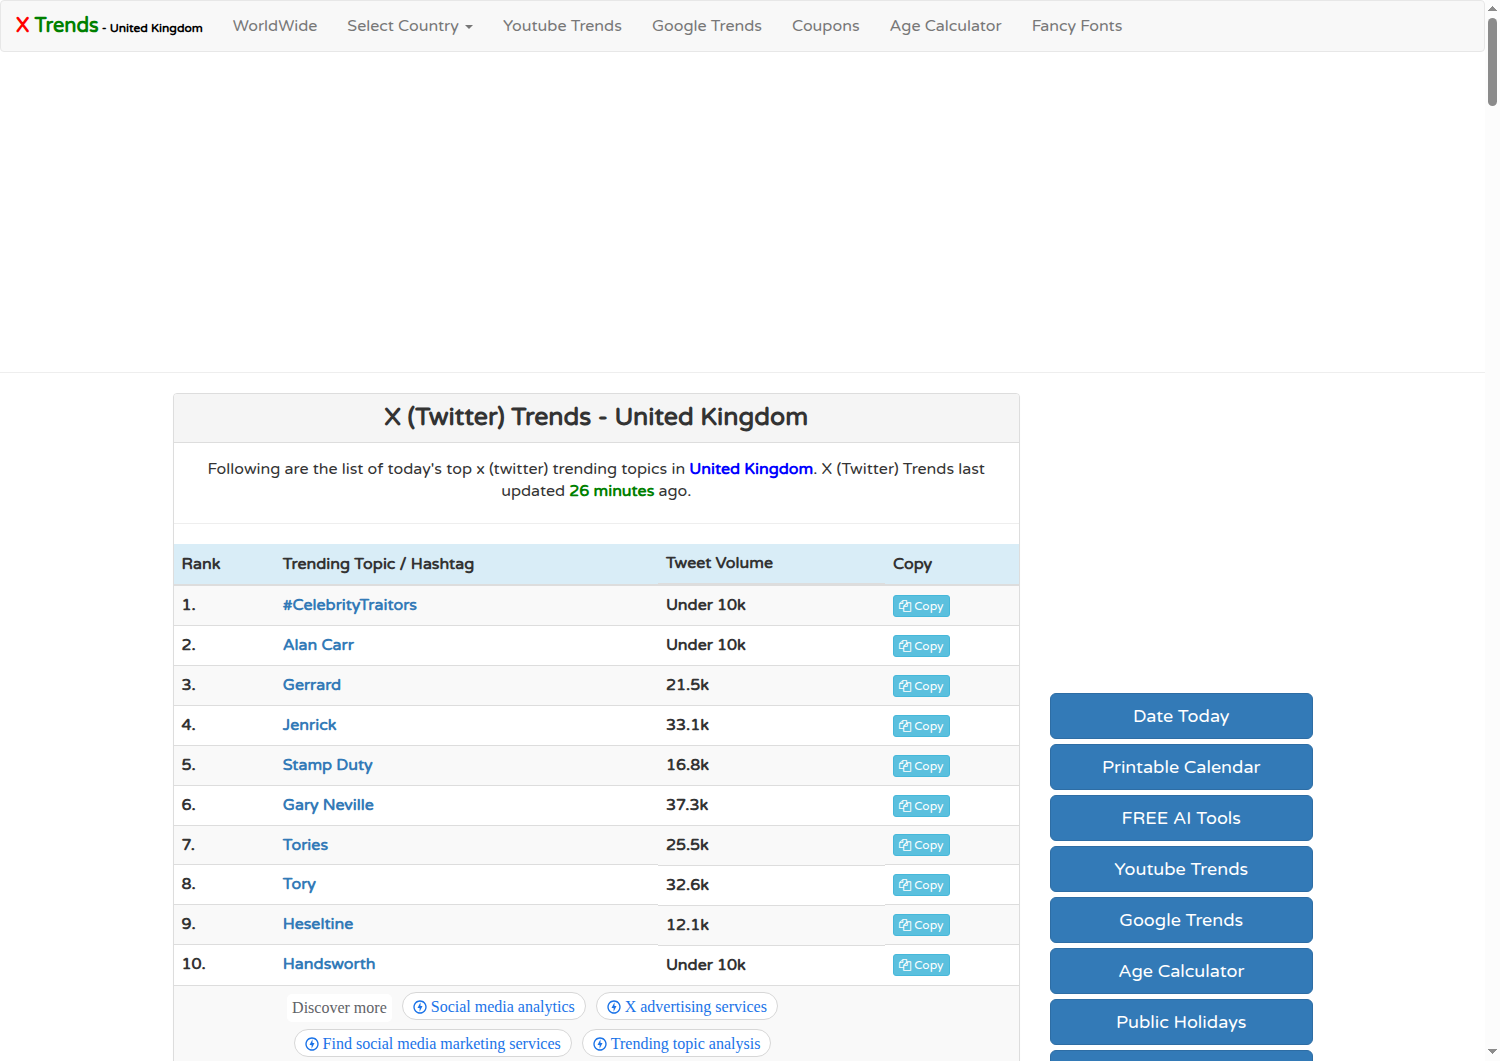 X Trends - United Kingdom WorldWide Select Country Youtube Trends Google Trends Coupons Age Calculator Fancy Fonts
X (Twitter) Trends - United Kingdom
Following are the list of today's top x (twitter) trending topics in United Kingdom. X (Twitter) Trends last
updated 26 minutes ago.
Rank Trending Topic / Hashtag Tweet Volume Copy
1. #CelebrityTraitors Under 10k Copy
2. Alan Carr Under 10k Copy
3. Gerrard 21.5k Copy
4. Jenrick 33.1k Copy
5. Stamp Duty 16.8k Copy
6. Gary Neville 37.3k Copy
7. Tories 25.5k Copy
8. Tory 32.6k Copy
9. Heseltine 12.1k Copy
10. Handsworth Under 10k Copy
Discover more Social media analytics X advertising services
Find social media marketing services Trending topic analysis
Date Today
Printable Calendar
FREE AI Tools
Youtube Trends
Google Trends
Age Calculator
Public Holidays